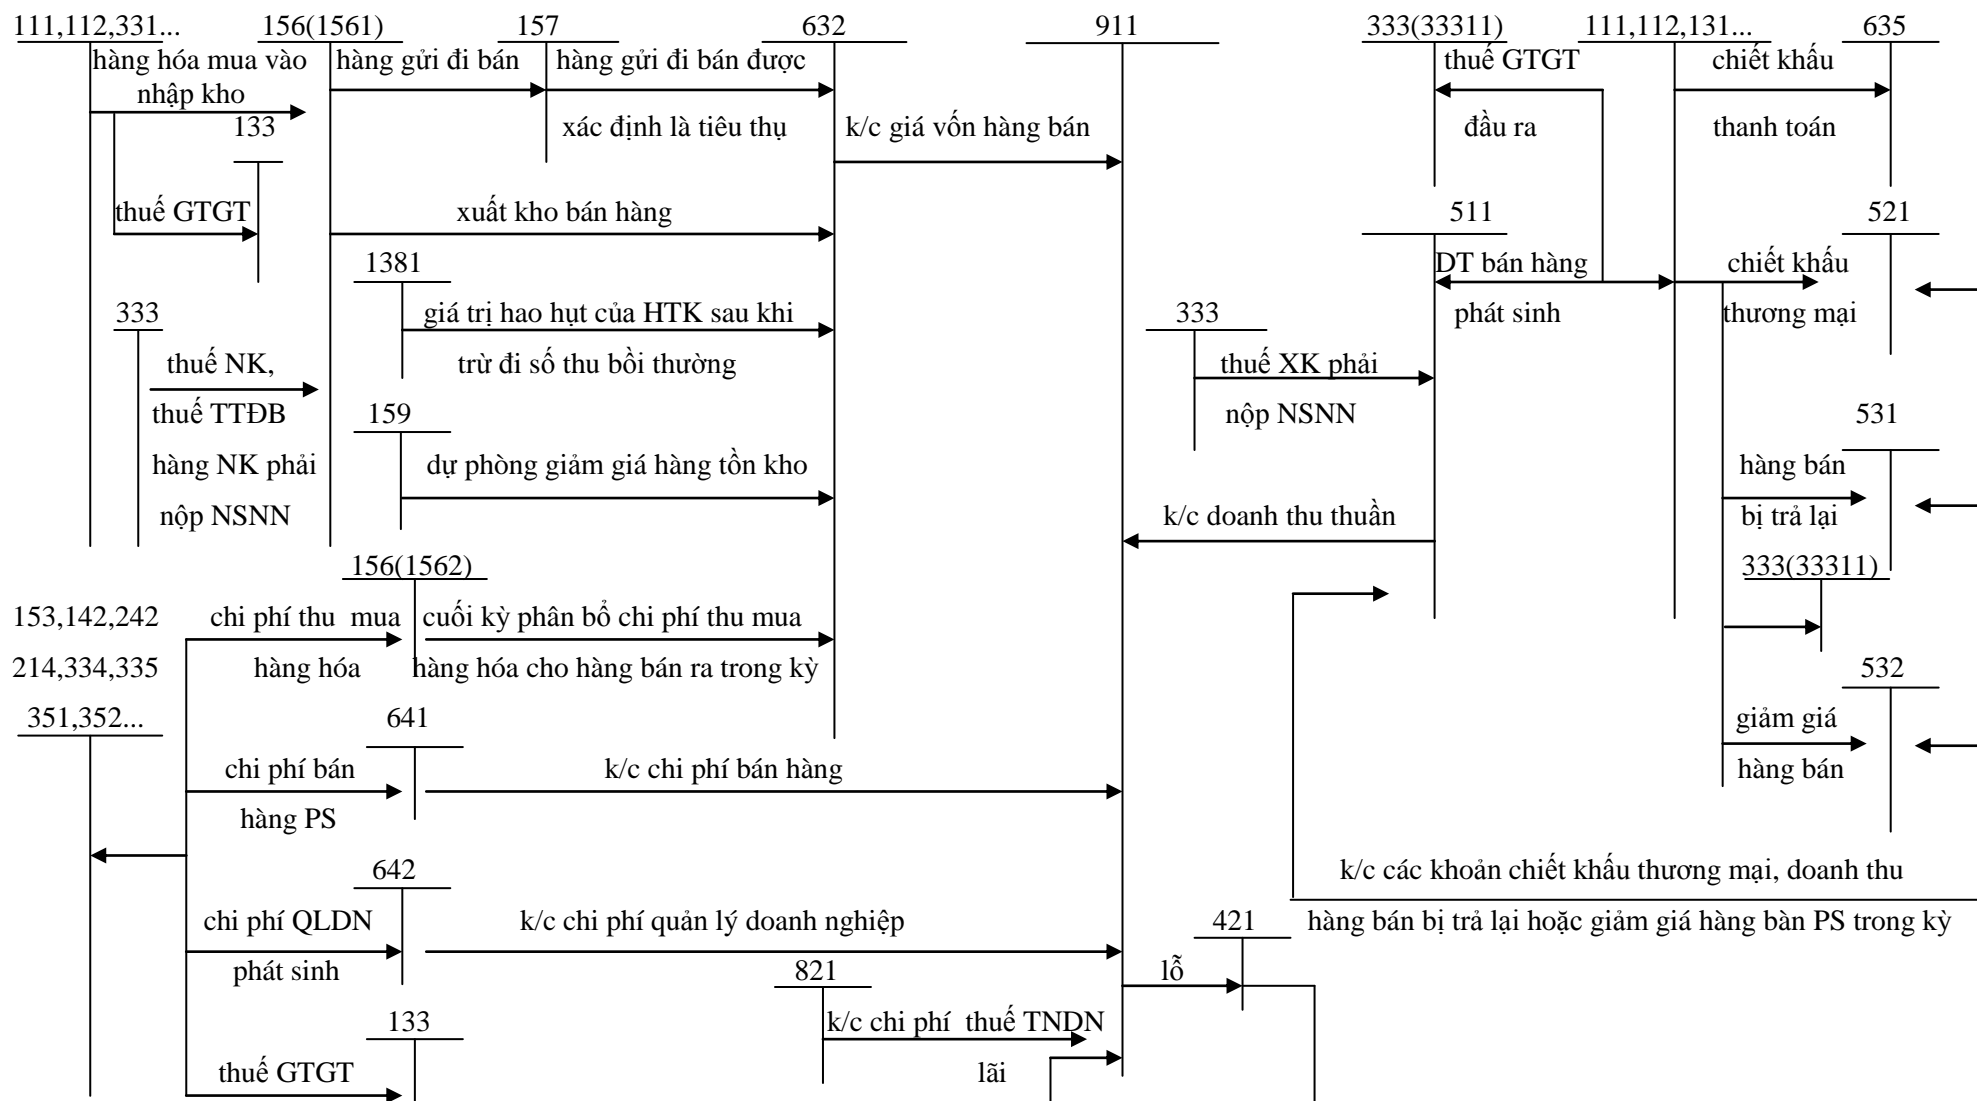 111,112,331...
156(1561)
157
632
911
333(33311)
111,112,131...
635
hàng hóa mua vào
nhập kho
hàng gửi đi bán
hàng gửi đi bán được
xác định là tiêu thụ
k/c giá vốn hàng bán
thuế GTGT
đầu ra
chiết khấu
thanh toán
133
thuế GTGT
xuất kho bán hàng
511
521
1381
DT bán hàng
phát sinh
chiết khấu
thương mại
giá trị hao hụt của HTK sau khi
trừ đi số thu bồi thường
333
thuế NK,
thuế TTĐB
hàng NK phải
nộp NSNN
333
thuế XK phải
nộp NSNN
159
dự phòng giảm giá hàng tồn kho
531
hàng bán
bị trả lại
k/c doanh thu thuần
156(1562)
333(33311)
153,142,242
214,334,335
351,352...
chi phí thu mua
hàng hóa
cuối kỳ phân bổ chi phí thu mua
hàng hóa cho hàng bán ra trong kỳ
532
giảm giá
hàng bán
641
chi phí bán
hàng PS
k/c chi phí bán hàng
642
chi phí QLDN
phát sinh
k/c chi phí quản lý doanh nghiệp
k/c các khoản chiết khấu thương mại, doanh thu
hàng bán bị trả lại hoặc giảm giá hàng bàn PS trong kỳ
421
lỗ
821
k/c chi phí thuế TNDN
lãi
133
thuế GTGT